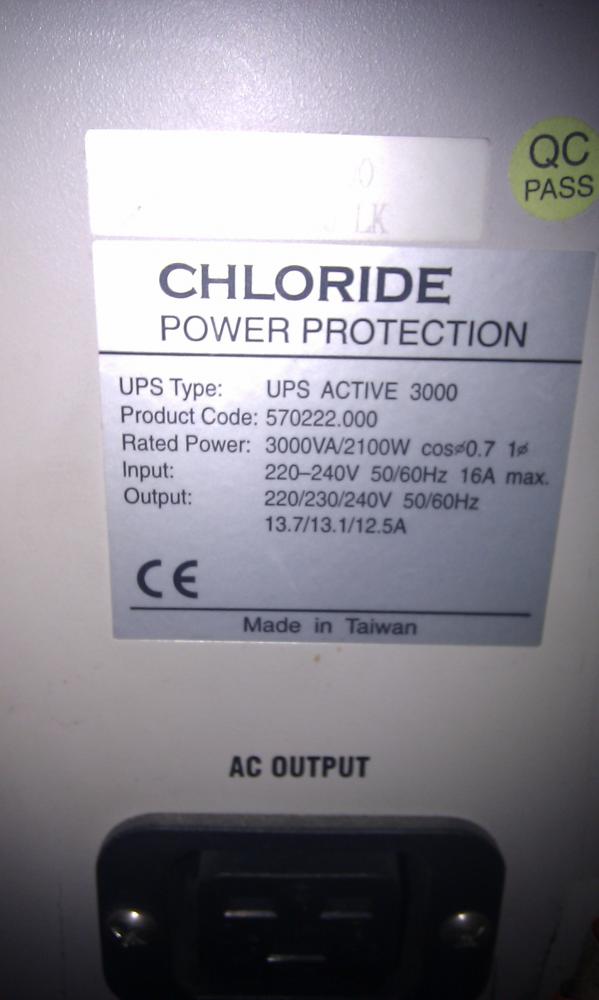 QC
PASS
CHLORIDE
POWER PROTECTION
UPS Type: UPS ACTIVE 3000
Product Code: 570222.000
Rated Power: 3000VA/2100W cosø0.7 1ø
Input: 220–240V 50/60Hz 16A max.
Output: 220/230/240V 50/60Hz
13.7/13.1/12.5A
CE
Made in Taiwan
AC OUTPUT